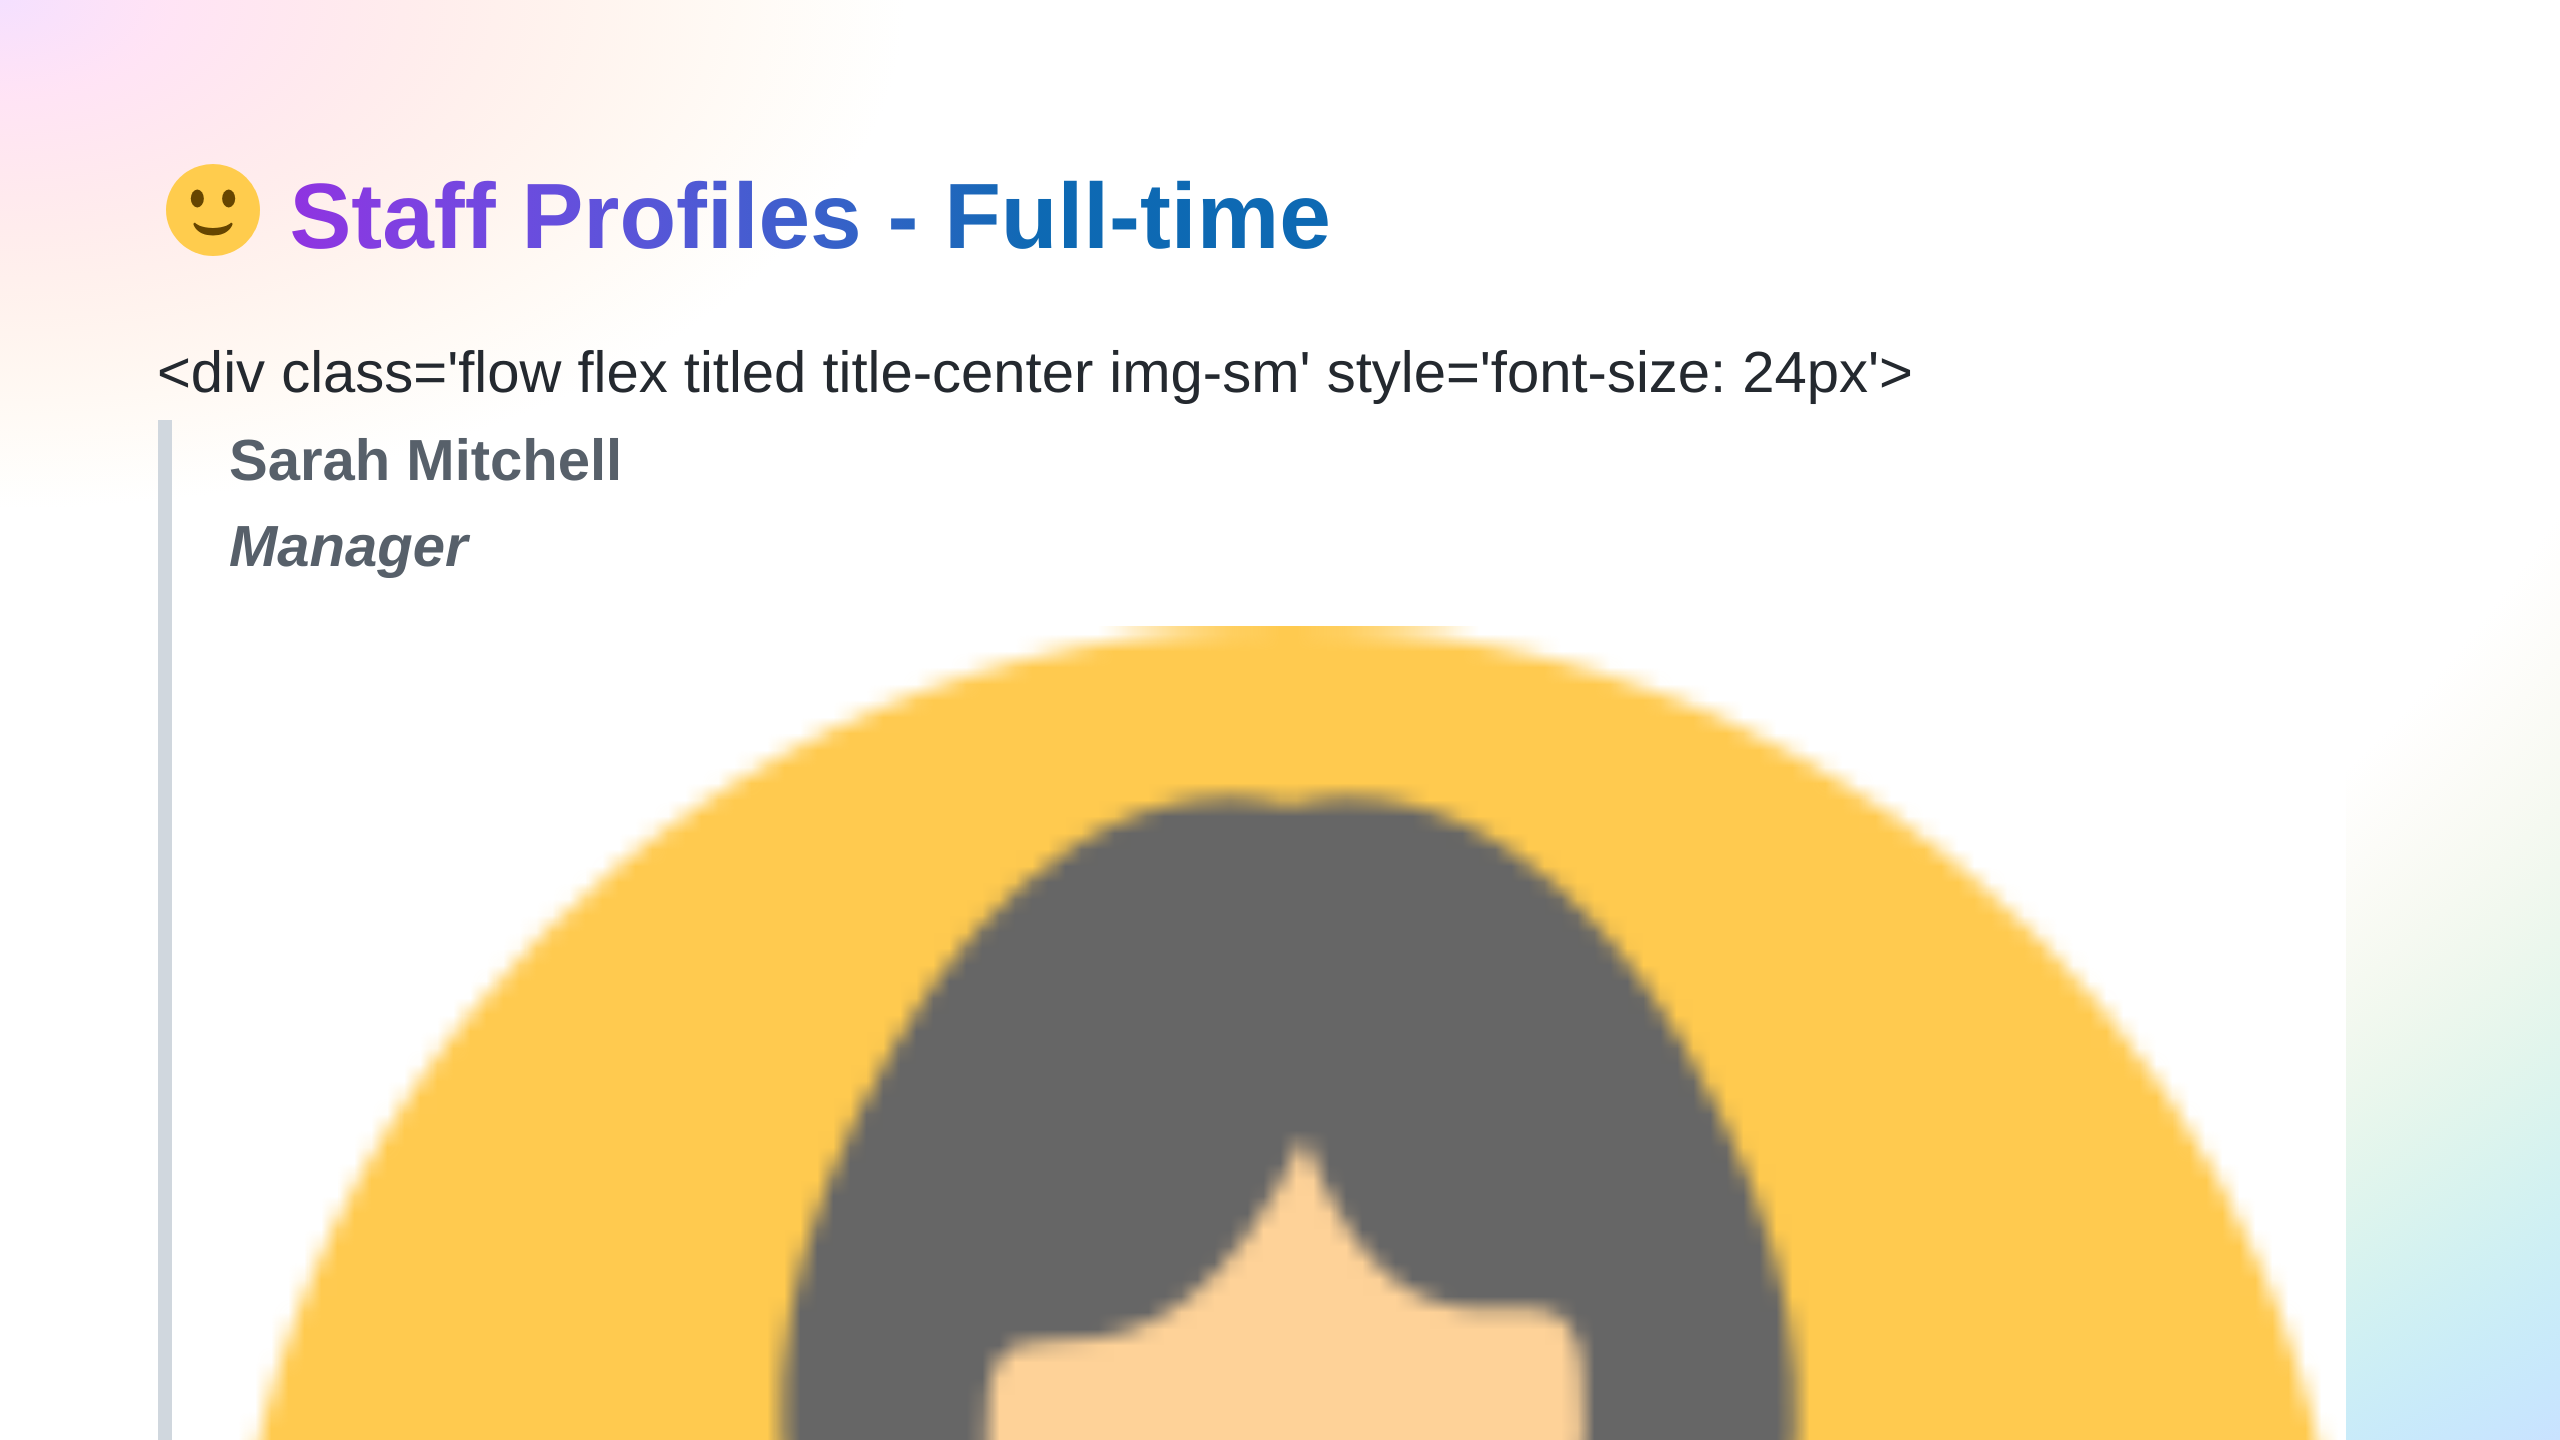 Staff Profiles - Full-time
<div class='flow flex titled title-center img-sm' style='font-size: 24px'>
Sarah Mitchell
Manager